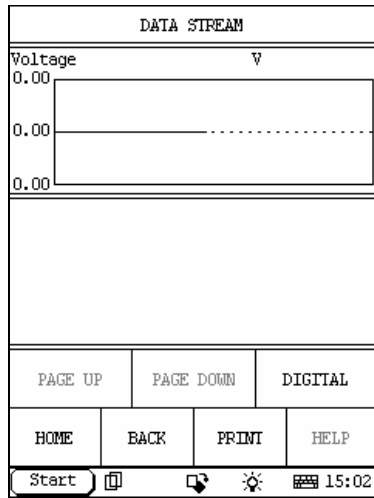 DATA STREAM
Voltage V
0.00
0.00
0.00
PAGE UP PAGE DOWN DIGITAL
HOME BACK PRINT HELP
Start 15:02